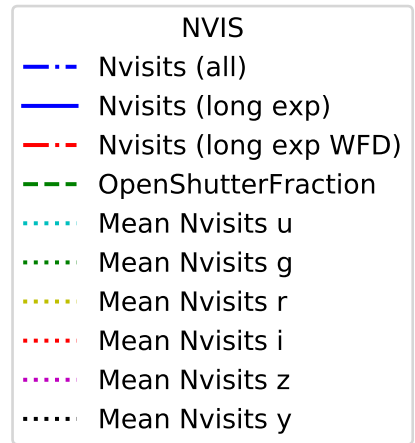 NVIS
Nvisits (all)
Nvisits (long exp)
Nvisits (long exp WFD)
OpenShutterFraction
Mean Nvisits u
Mean Nvisits g
Mean Nvisits r
Mean Nvisits i
Mean Nvisits z
Mean Nvisits y